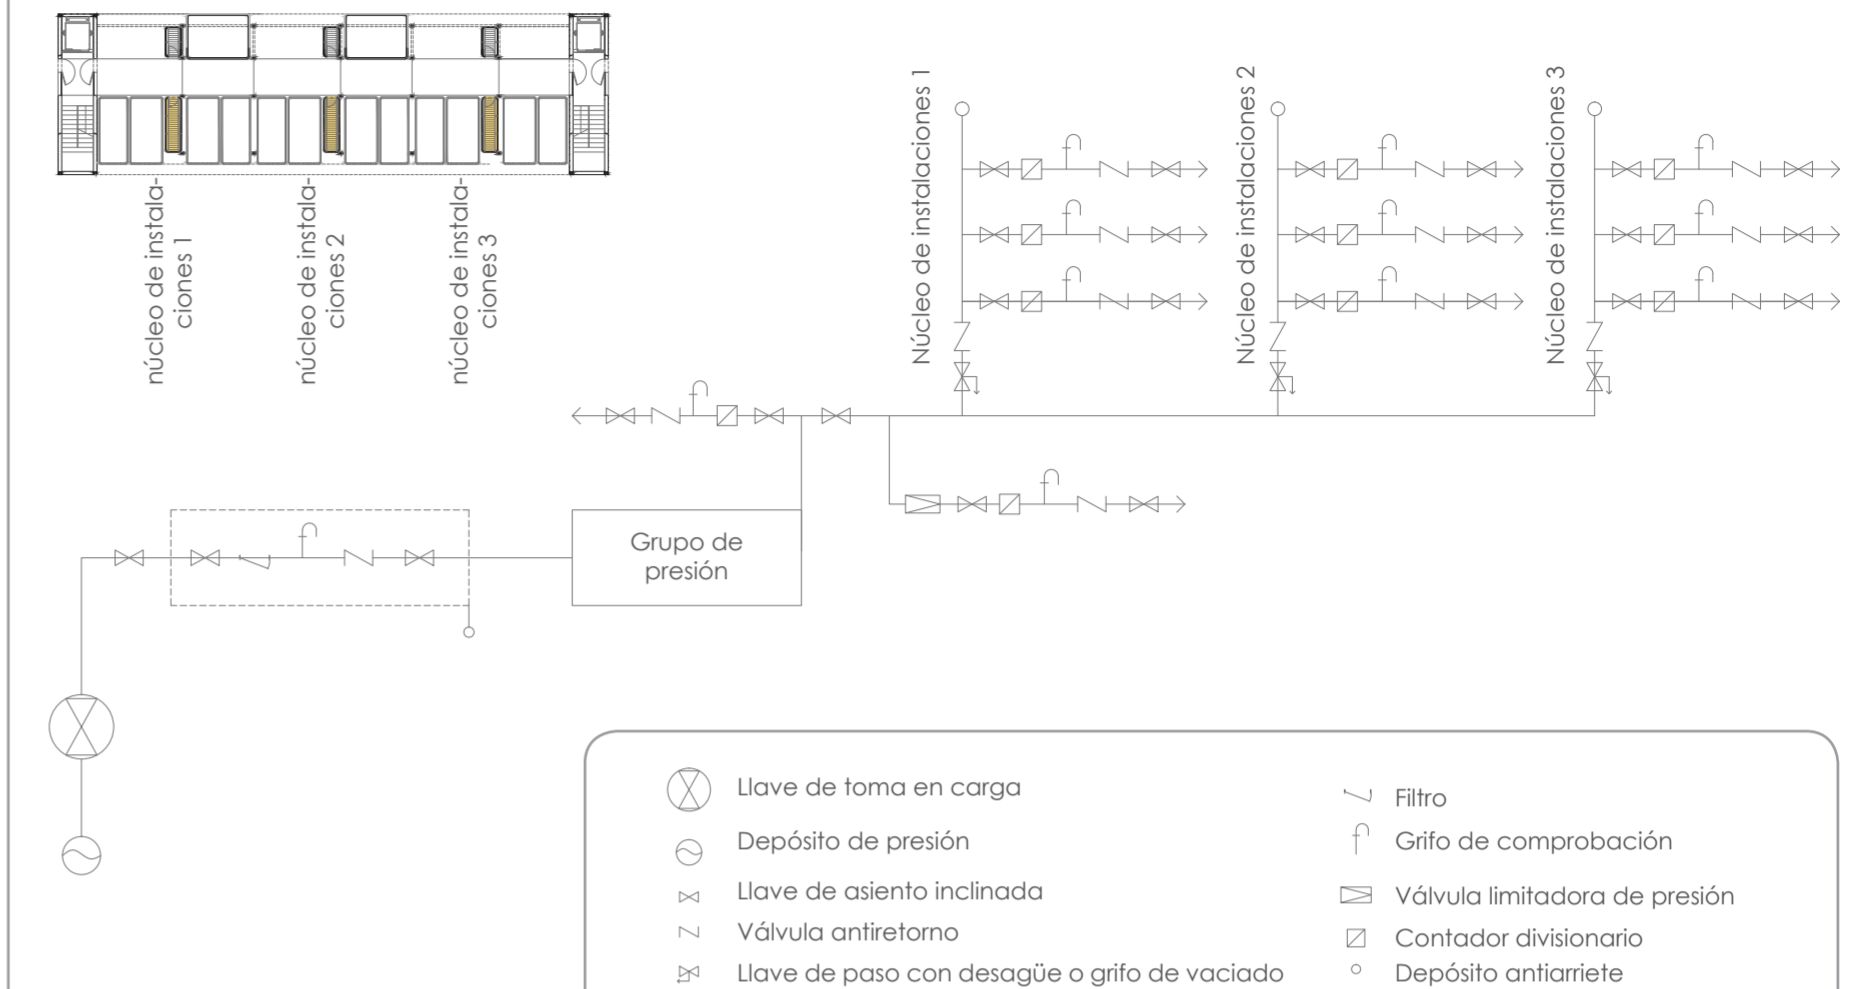 núcleo de instala-
ciones 1
núcleo de instala-
ciones 2
núcleo de instala-
ciones 3
Núcleo de instalaciones 1
Núcleo de instalaciones 2
Núcleo de instalaciones 3
Grupo de
presión
Llave de toma en carga
Depósito de presión
Llave de asiento inclinada
Válvula antiretorno
Llave de paso con desagüe o grifo de vaciado
Filtro
Grifo de comprobación
Válvula limitadora de presión
Contador divisionario
Depósito antiarriete